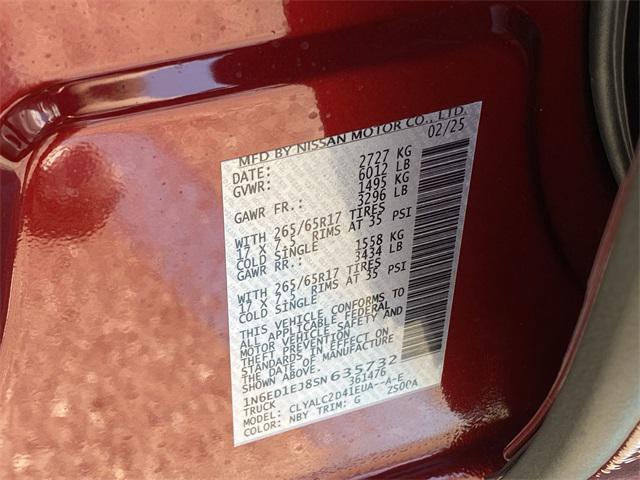 MFD BY NISSAN MOTOR CO., LTD.
DATE: 02/25
GVWR: 2727 KG
6012 LB
GAWR FR.: 1495 KG
3296 LB
WITH 265/65R17 TIRES
17 X 7.5 RIMS AT 35 PSI
COLD SINGLE
GAWR RR.: 1558 KG
3434 LB
WITH 265/65R17 TIRES
17 X 7.5 RIMS AT 35 PSI
COLD SINGLE
THIS VEHICLE CONFORMS TO
ALL APPLICABLE FEDERAL
MOTOR VEHICLE SAFETY AND
THEFT PREVENTION
STANDARDS IN EFFECT ON
THE DATE OF MANUFACTURE
1N6ED1EJ8SN635732
TRUCK 361476
MODEL: CLYALC2D41EUA--A-E
COLOR: NBY TRIM: G ZS00A